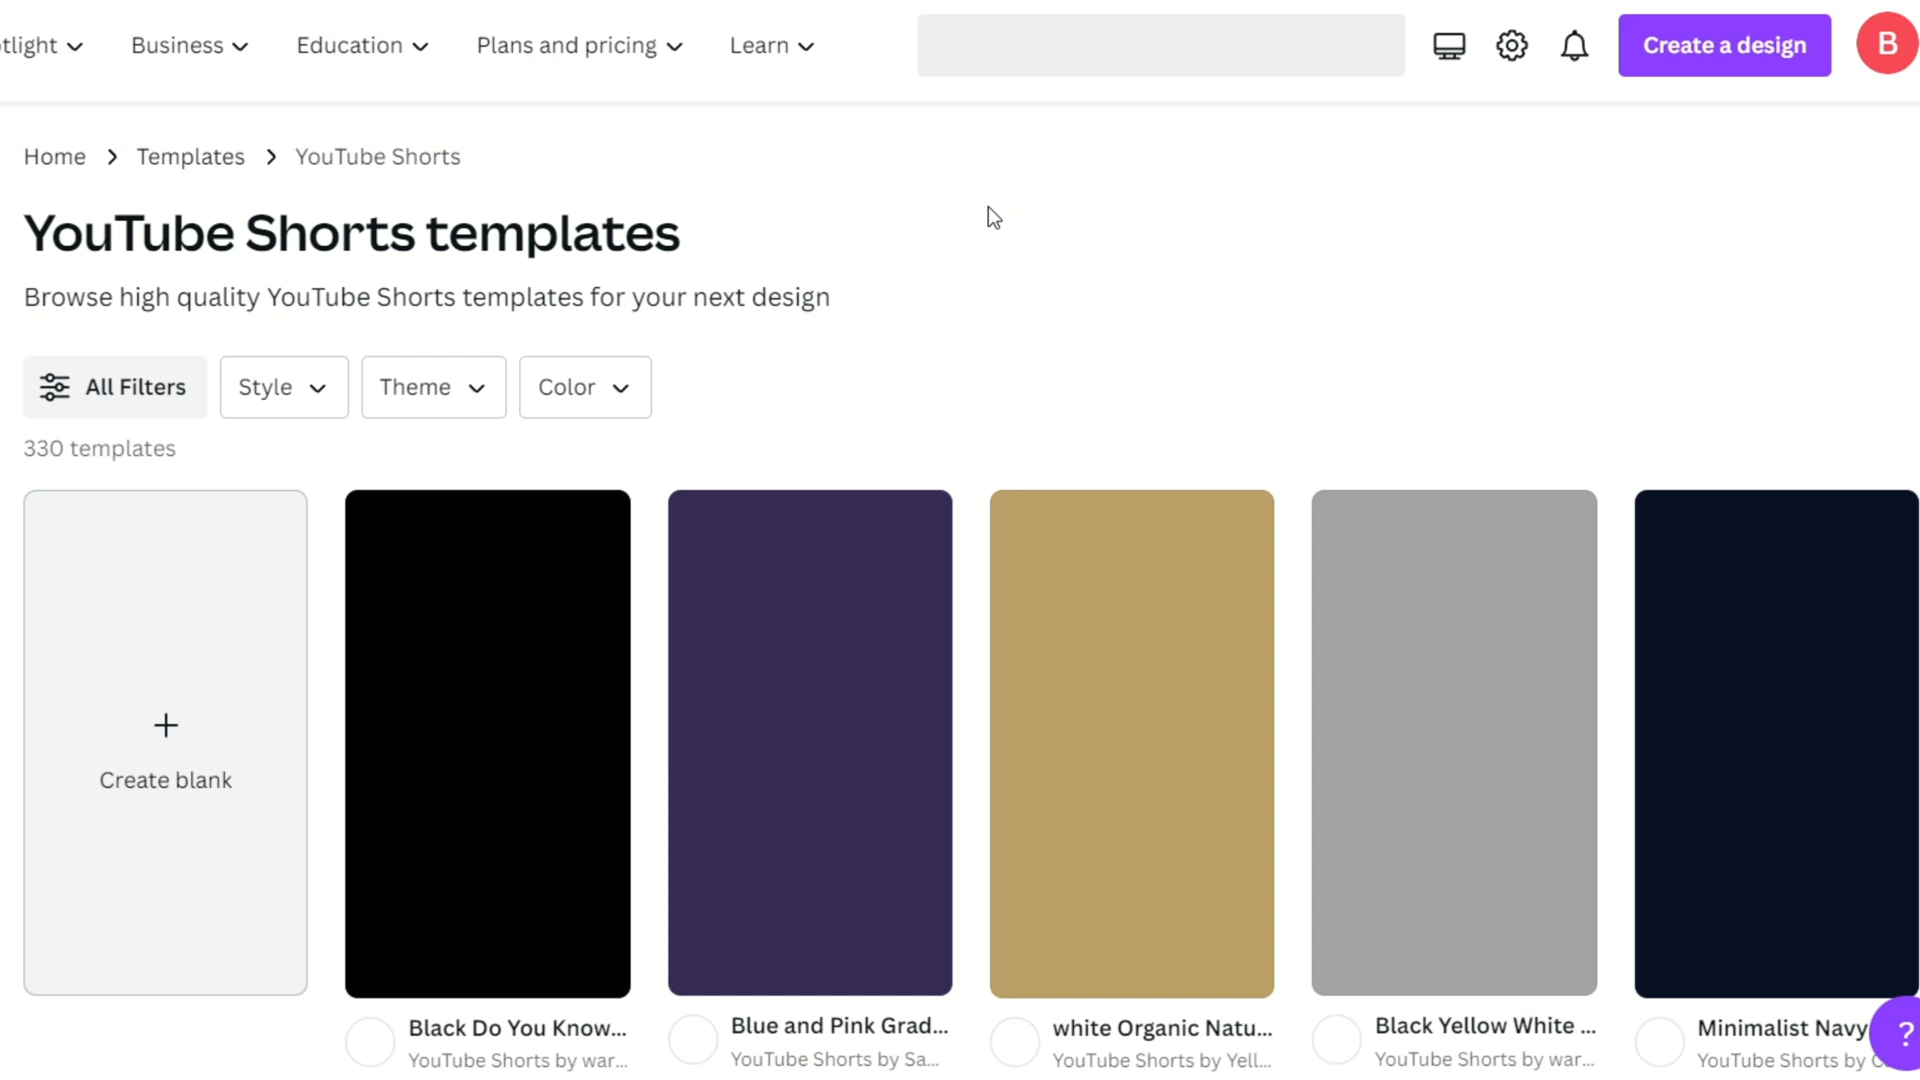 tlight Business Education Plans and pricing Learn Create a design B
Home Templates YouTube Shorts
YouTube Shorts templates
Browse high quality YouTube Shorts templates for your next design
All Filters Style Theme Color
330 templates
Create blank
Black Do You Know...
YouTube Shorts by war...
Blue and Pink Grad...
YouTube Shorts by Sa...
white Organic Natu...
YouTube Shorts by Yell...
Black Yellow White ...
YouTube Shorts by war...
Minimalist Navy
YouTube Shorts by
?